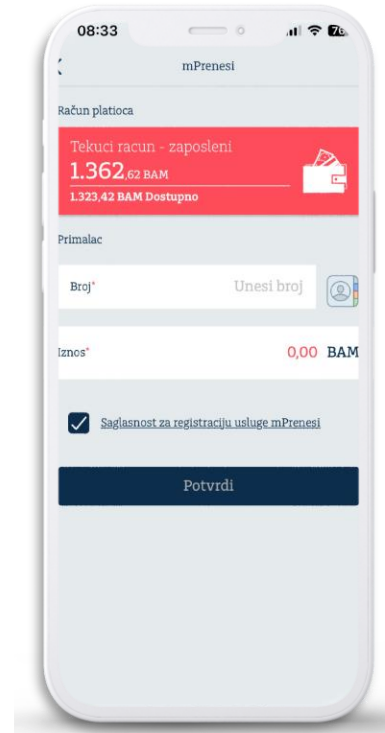 08:33
mPrenesi
Račun platioca
Tekuci racun - zaposleni
1.362,62 BAM
1.323,42 BAM Dostupno
Primalac
Broj* Unesi broj
Iznos* 0,00 BAM
Saglasnost za registraciju usluge mPrenesi
Potvrdi